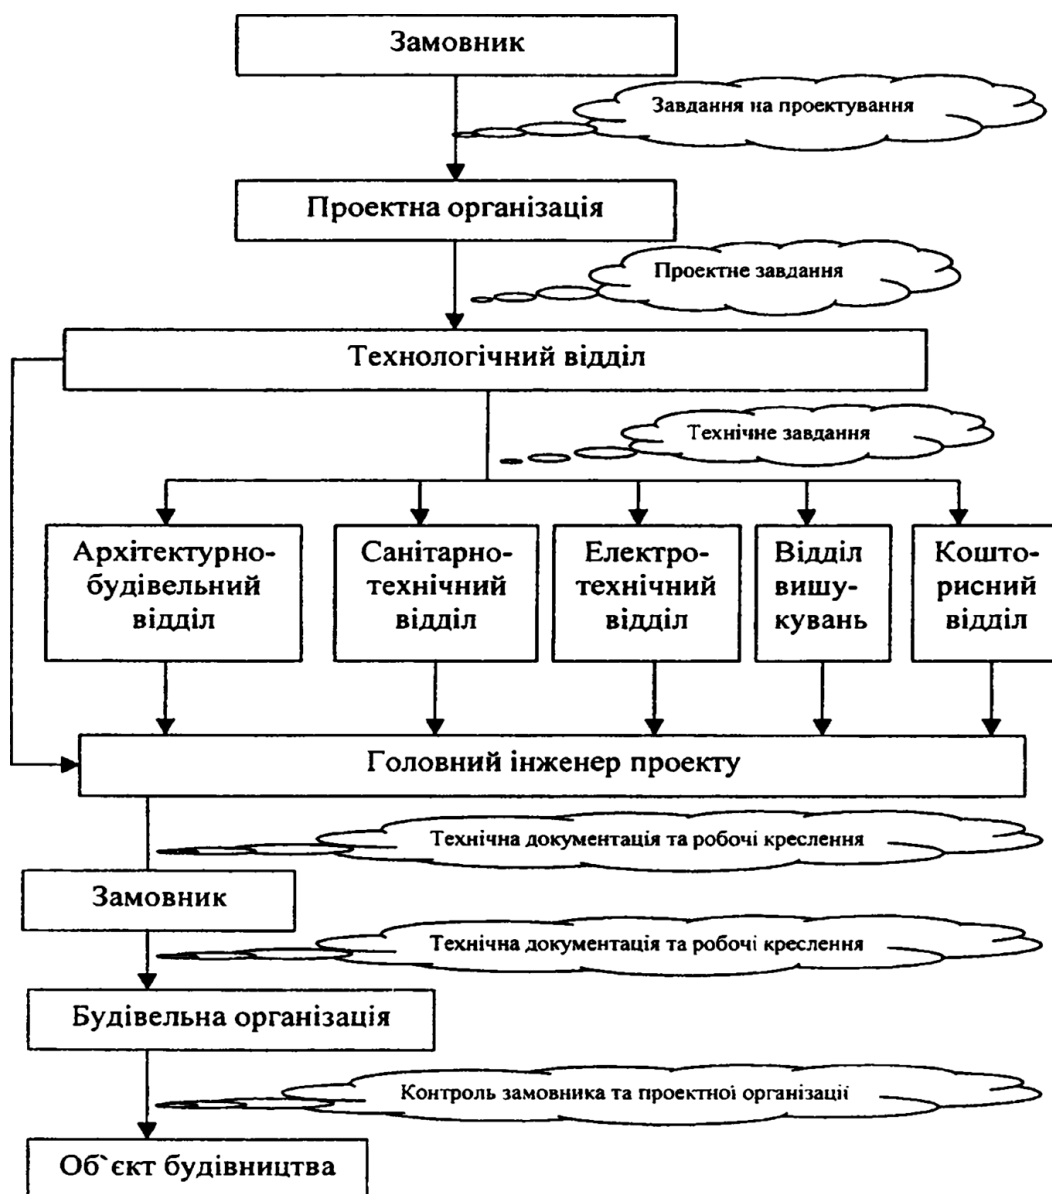 Замовник
Завдання на проектування
Проектна організація
Проектне завдання
Технологічний відділ
Технічне завдання
Архітектурно-
будівельний
відділ
Санітарно-
технічний
відділ
Електро-
технічний
відділ
Відділ
вишу-
кувань
Кошто-
рисний
відділ
Головний інженер проекту
Технічна документація та робочі креслення
Замовник
Технічна документація та робочі креслення
Будівельна організація
Контроль замовника та проектної організації
Об`єкт будівництва